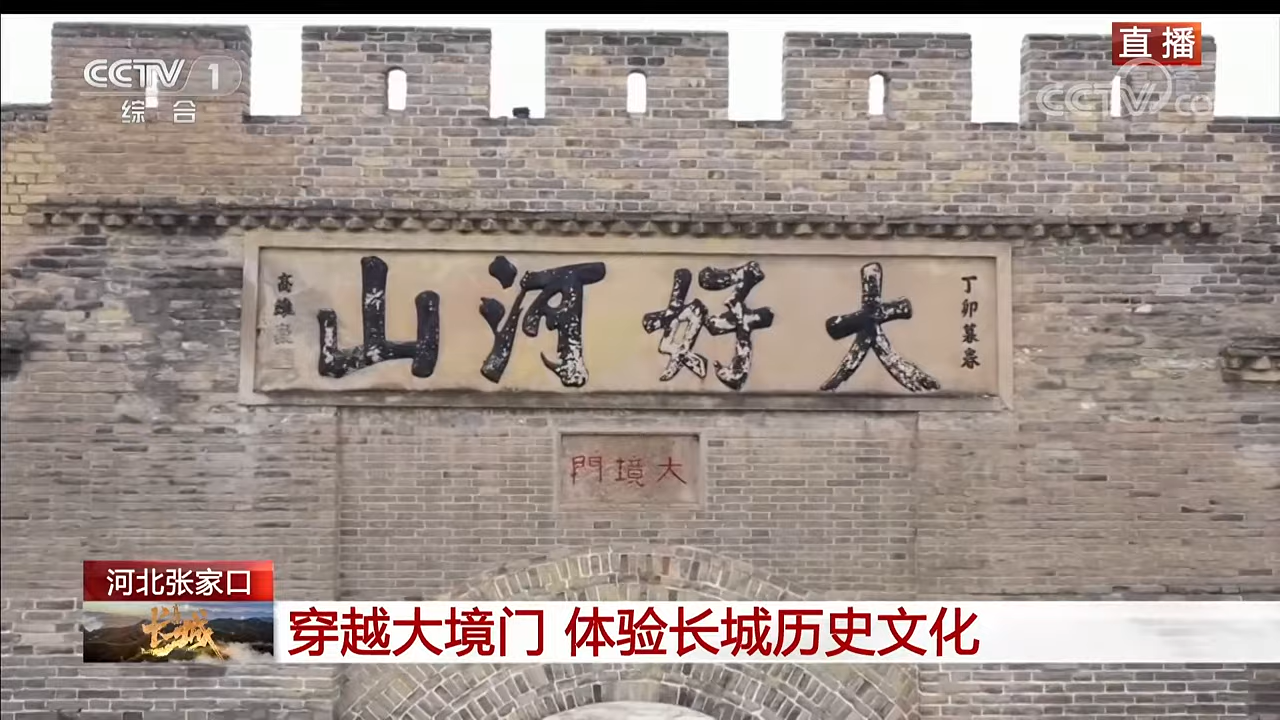 CCTV 1
综合
直播
CCTV
大好河山
丁卯暮春
高維嶽
大境門
河北张家口
长城
穿越大境门 体验长城历史文化